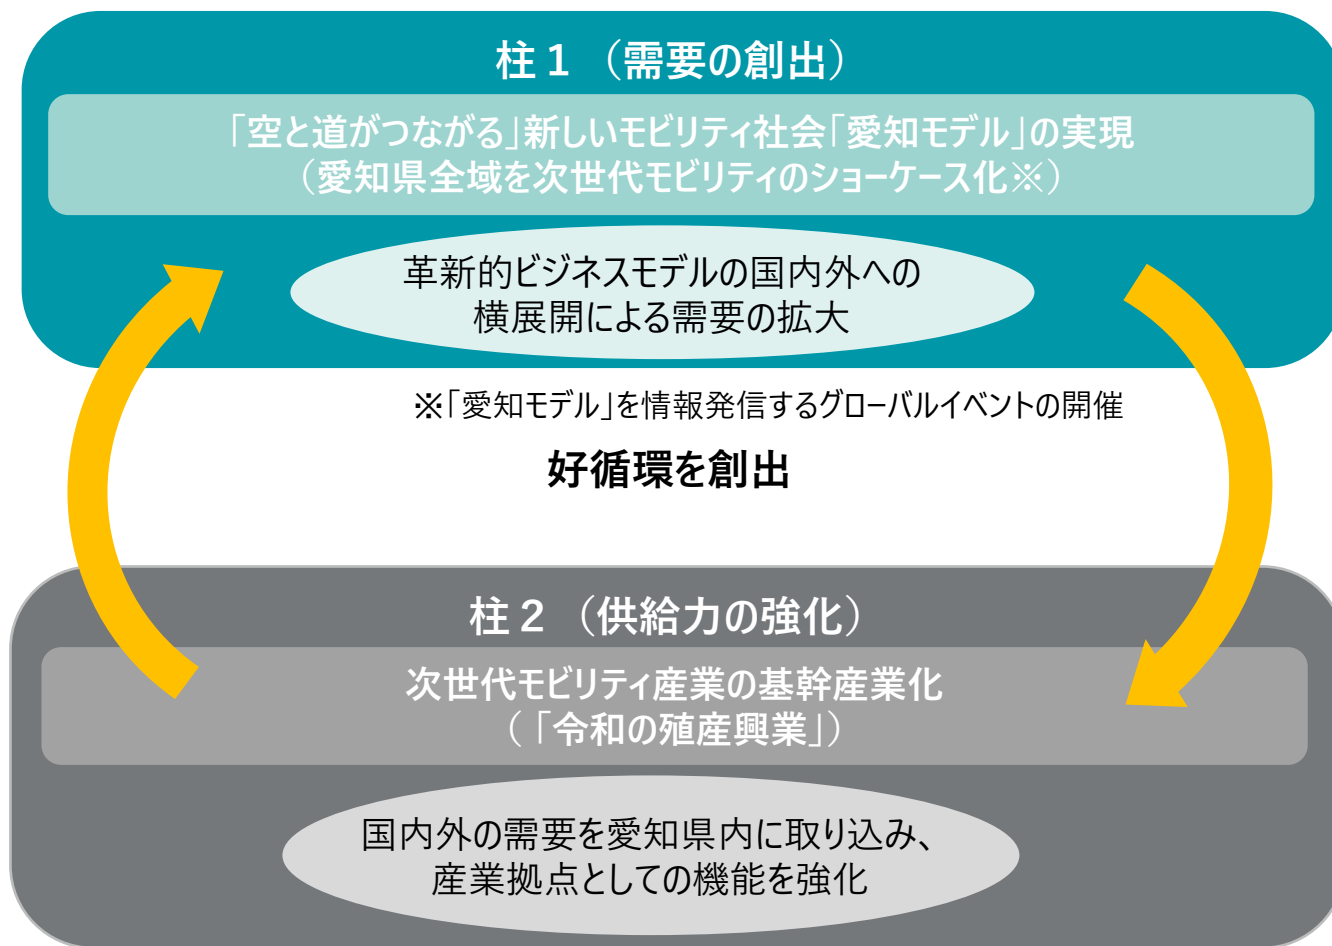 柱1（需要の創出）
「空と道がつながる」新しいモビリティ社会「愛知モデル」の実現
（愛知県全域を次世代モビリティのショーケース化※）
革新的ビジネスモデルの国内外への
横展開による需要の拡大
※「愛知モデル」を情報発信するグローバルイベントの開催
好循環を創出
柱2（供給力の強化）
次世代モビリティ産業の基幹産業化
（「令和の殖産興業」）
国内外の需要を愛知県内に取り込み、
産業拠点としての機能を強化